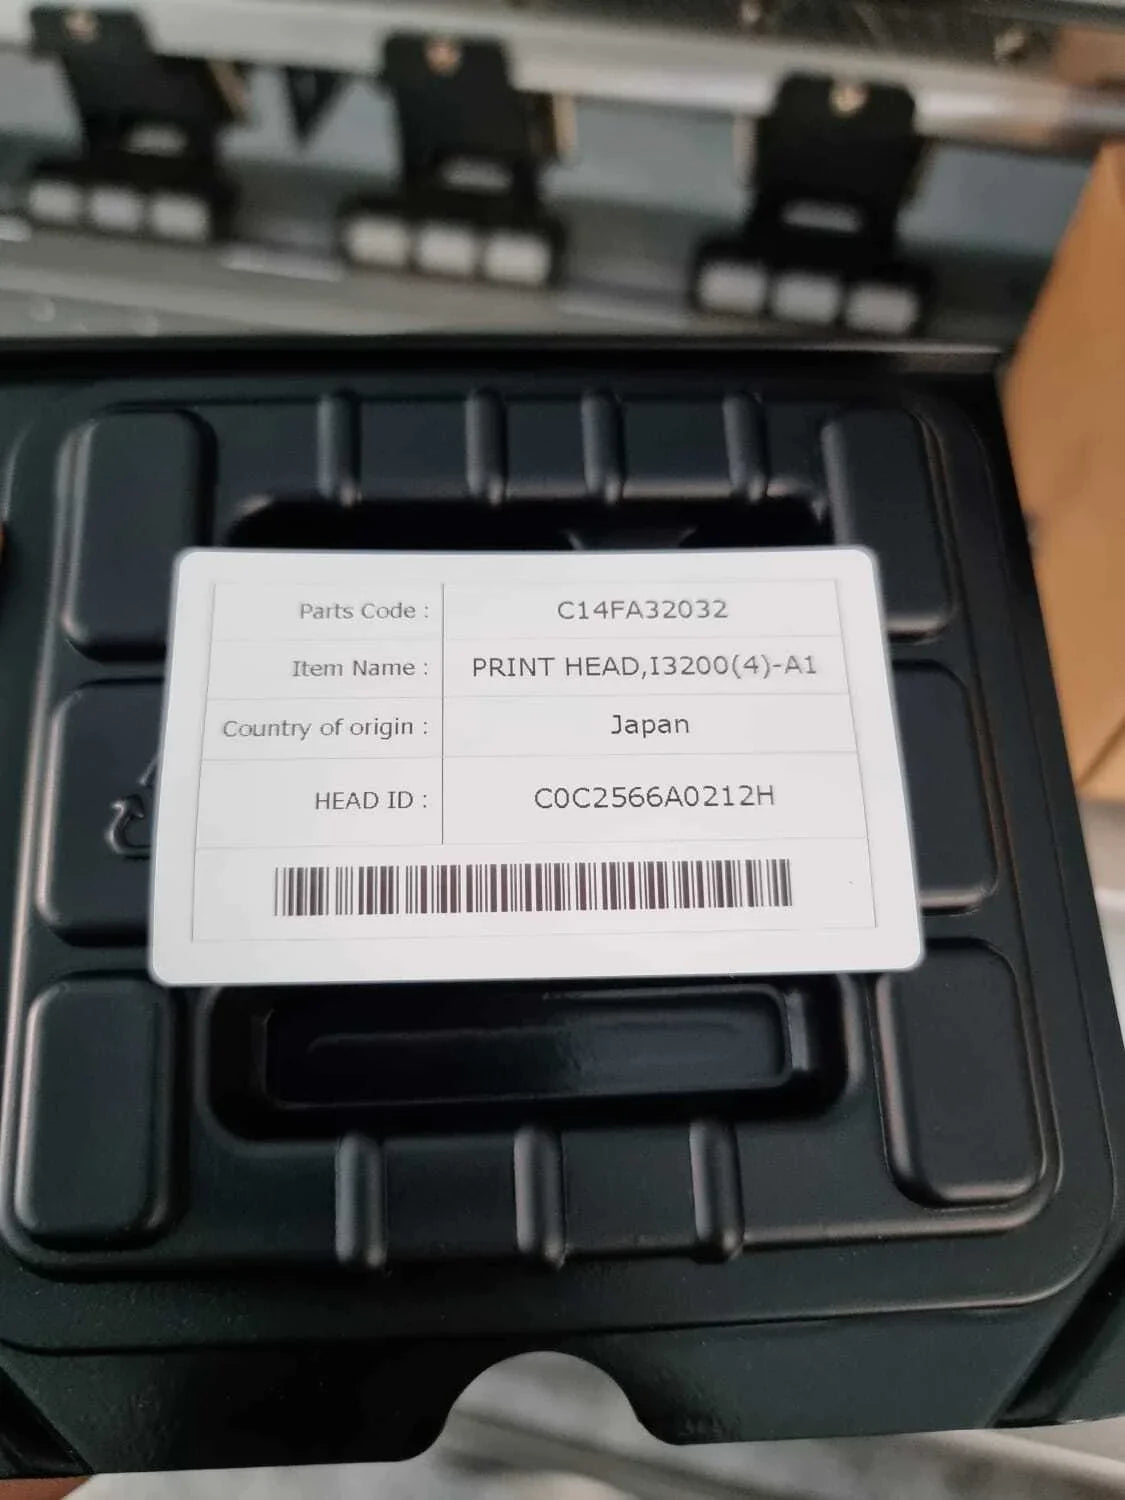 Parts Code : C14FA32032
Item Name : PRINT HEAD,I3200(4)-A1
Country of origin : Japan
HEAD ID : C0C2566A0212H